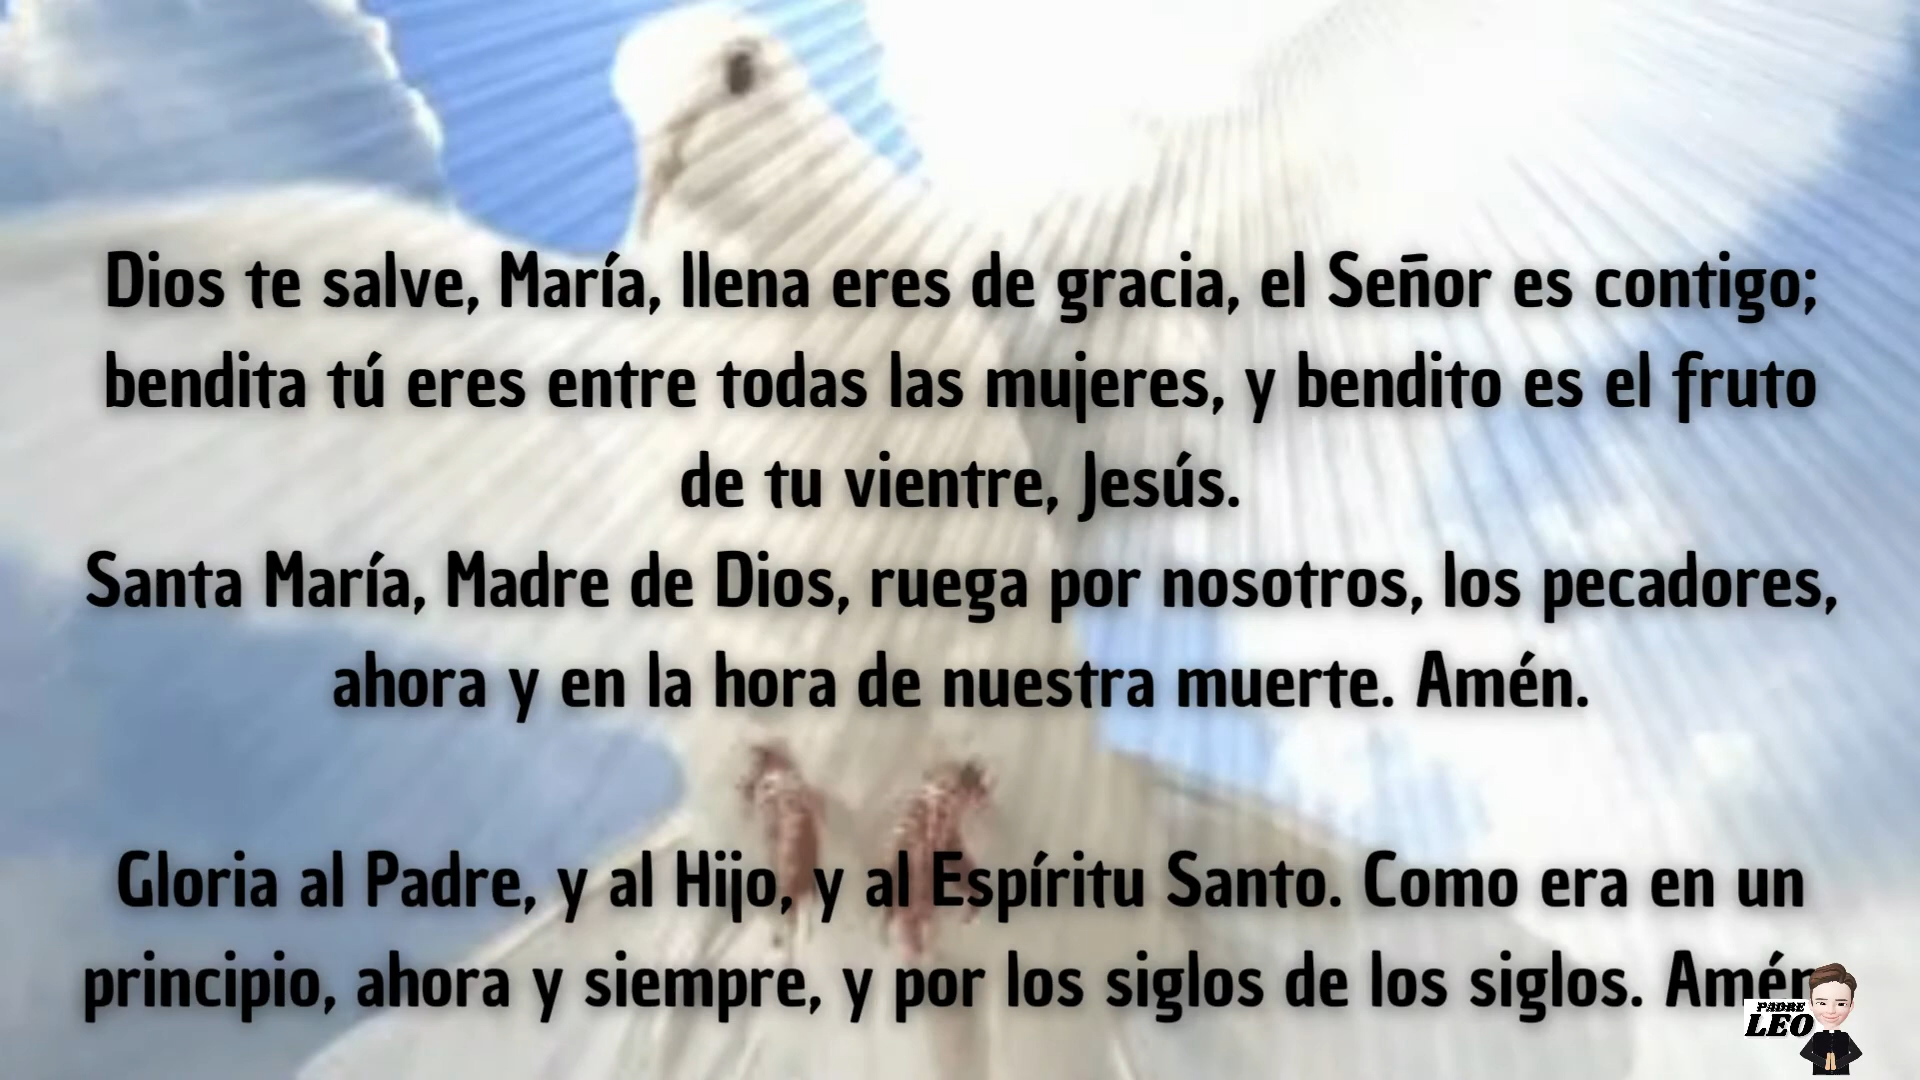 Dios te salve, María, llena eres de gracia, el Señor es contigo;
bendita tú eres entre todas las mujeres, y bendito es el fruto
de tu vientre, Jesús.
Santa María, Madre de Dios, ruega por nosotros, los pecadores,
ahora y en la hora de nuestra muerte. Amén.
Gloria al Padre, y al Hijo, y al Espíritu Santo. Como era en un
principio, ahora y siempre, y por los siglos de los siglos. Amén
PADRE
LEO